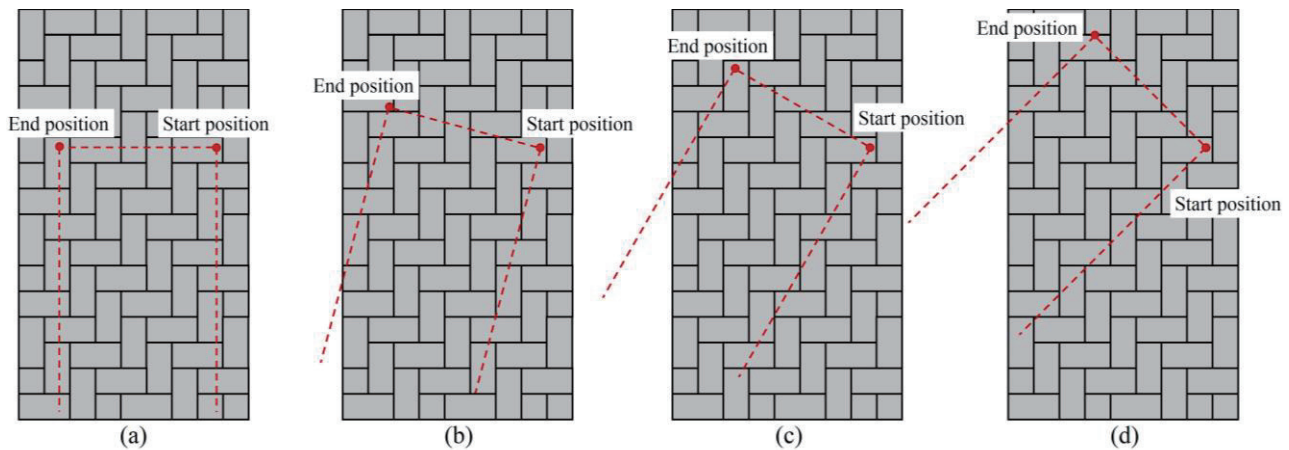 End position Start position
(a)
End position
Start position
(b)
End position
Start position
(c)
End position
Start position
(d)